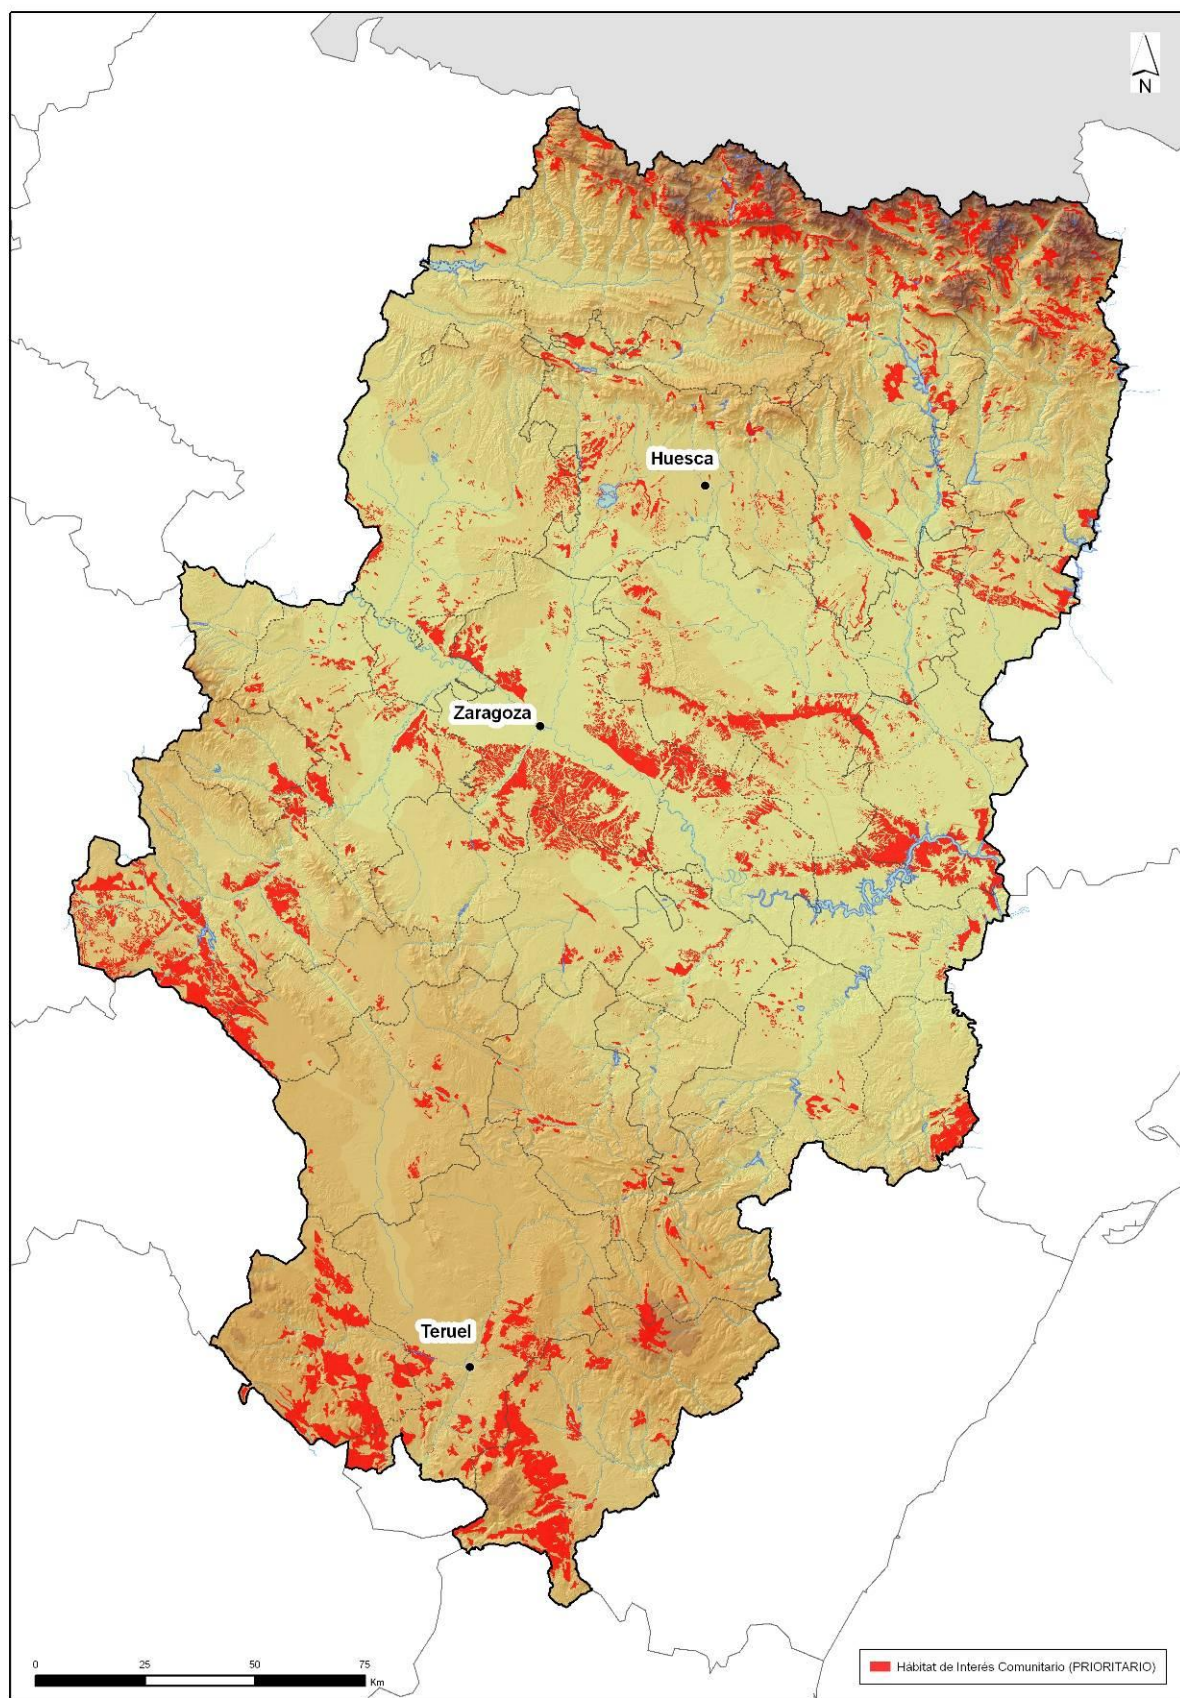 N
Huesca
Zaragoza
Teruel
0 25 50 75
Km
Hábitat de Interés Comunitario (PRIORITARIO)